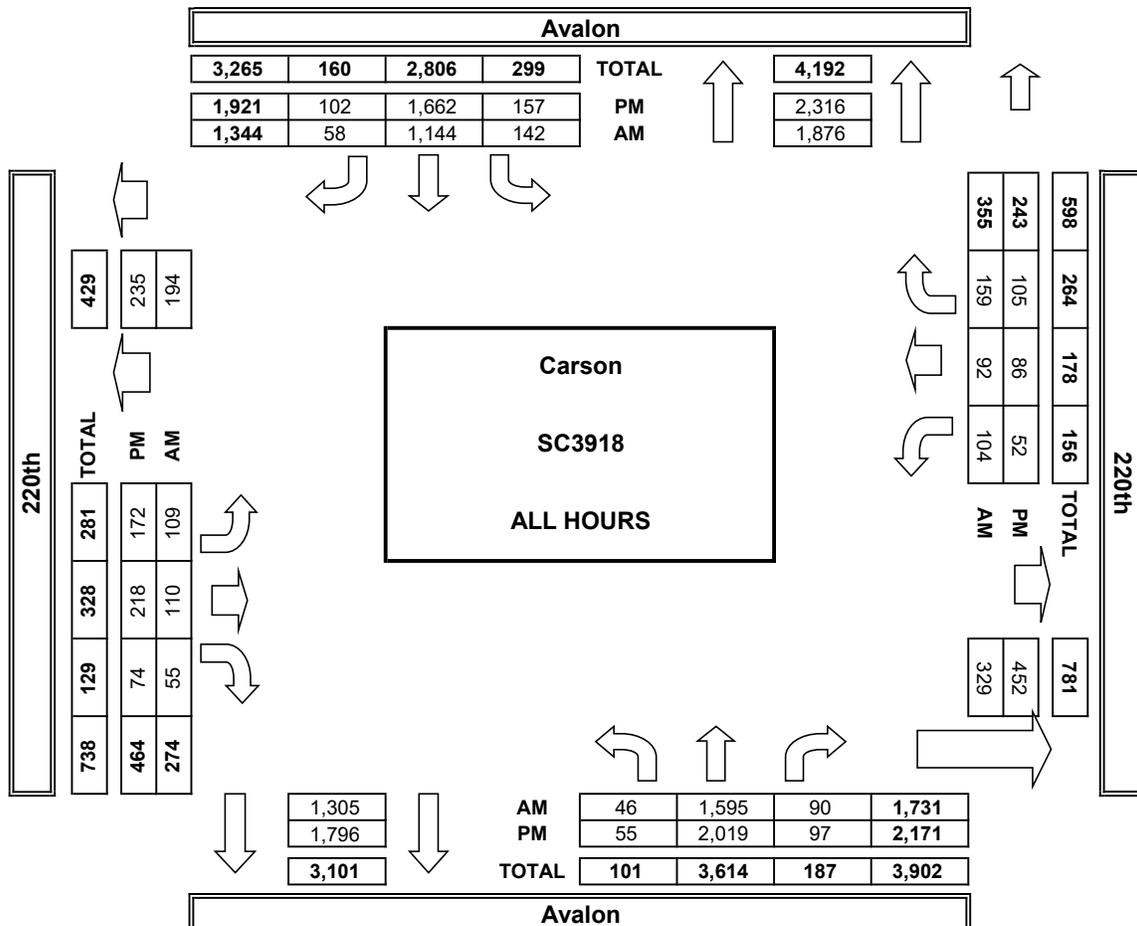 Avalon
3,265 160 2,806 299 TOTAL 4,192
1,921 102 1,662 157 PM 2,316
1,344 58 1,144 142 AM 1,876
220th
429
235
194
TOTAL 281 328 129 738
PM 172 218 74 464
AM 109 110 55 274
Carson
SC3918
ALL HOURS
598 264 178 156 TOTAL
243 105 86 52 PM
355 159 92 104 AM
781
452
329
220th
1,305 AM 46 1,595 90 1,731
1,796 PM 55 2,019 97 2,171
3,101 TOTAL 101 3,614 187 3,902
Avalon